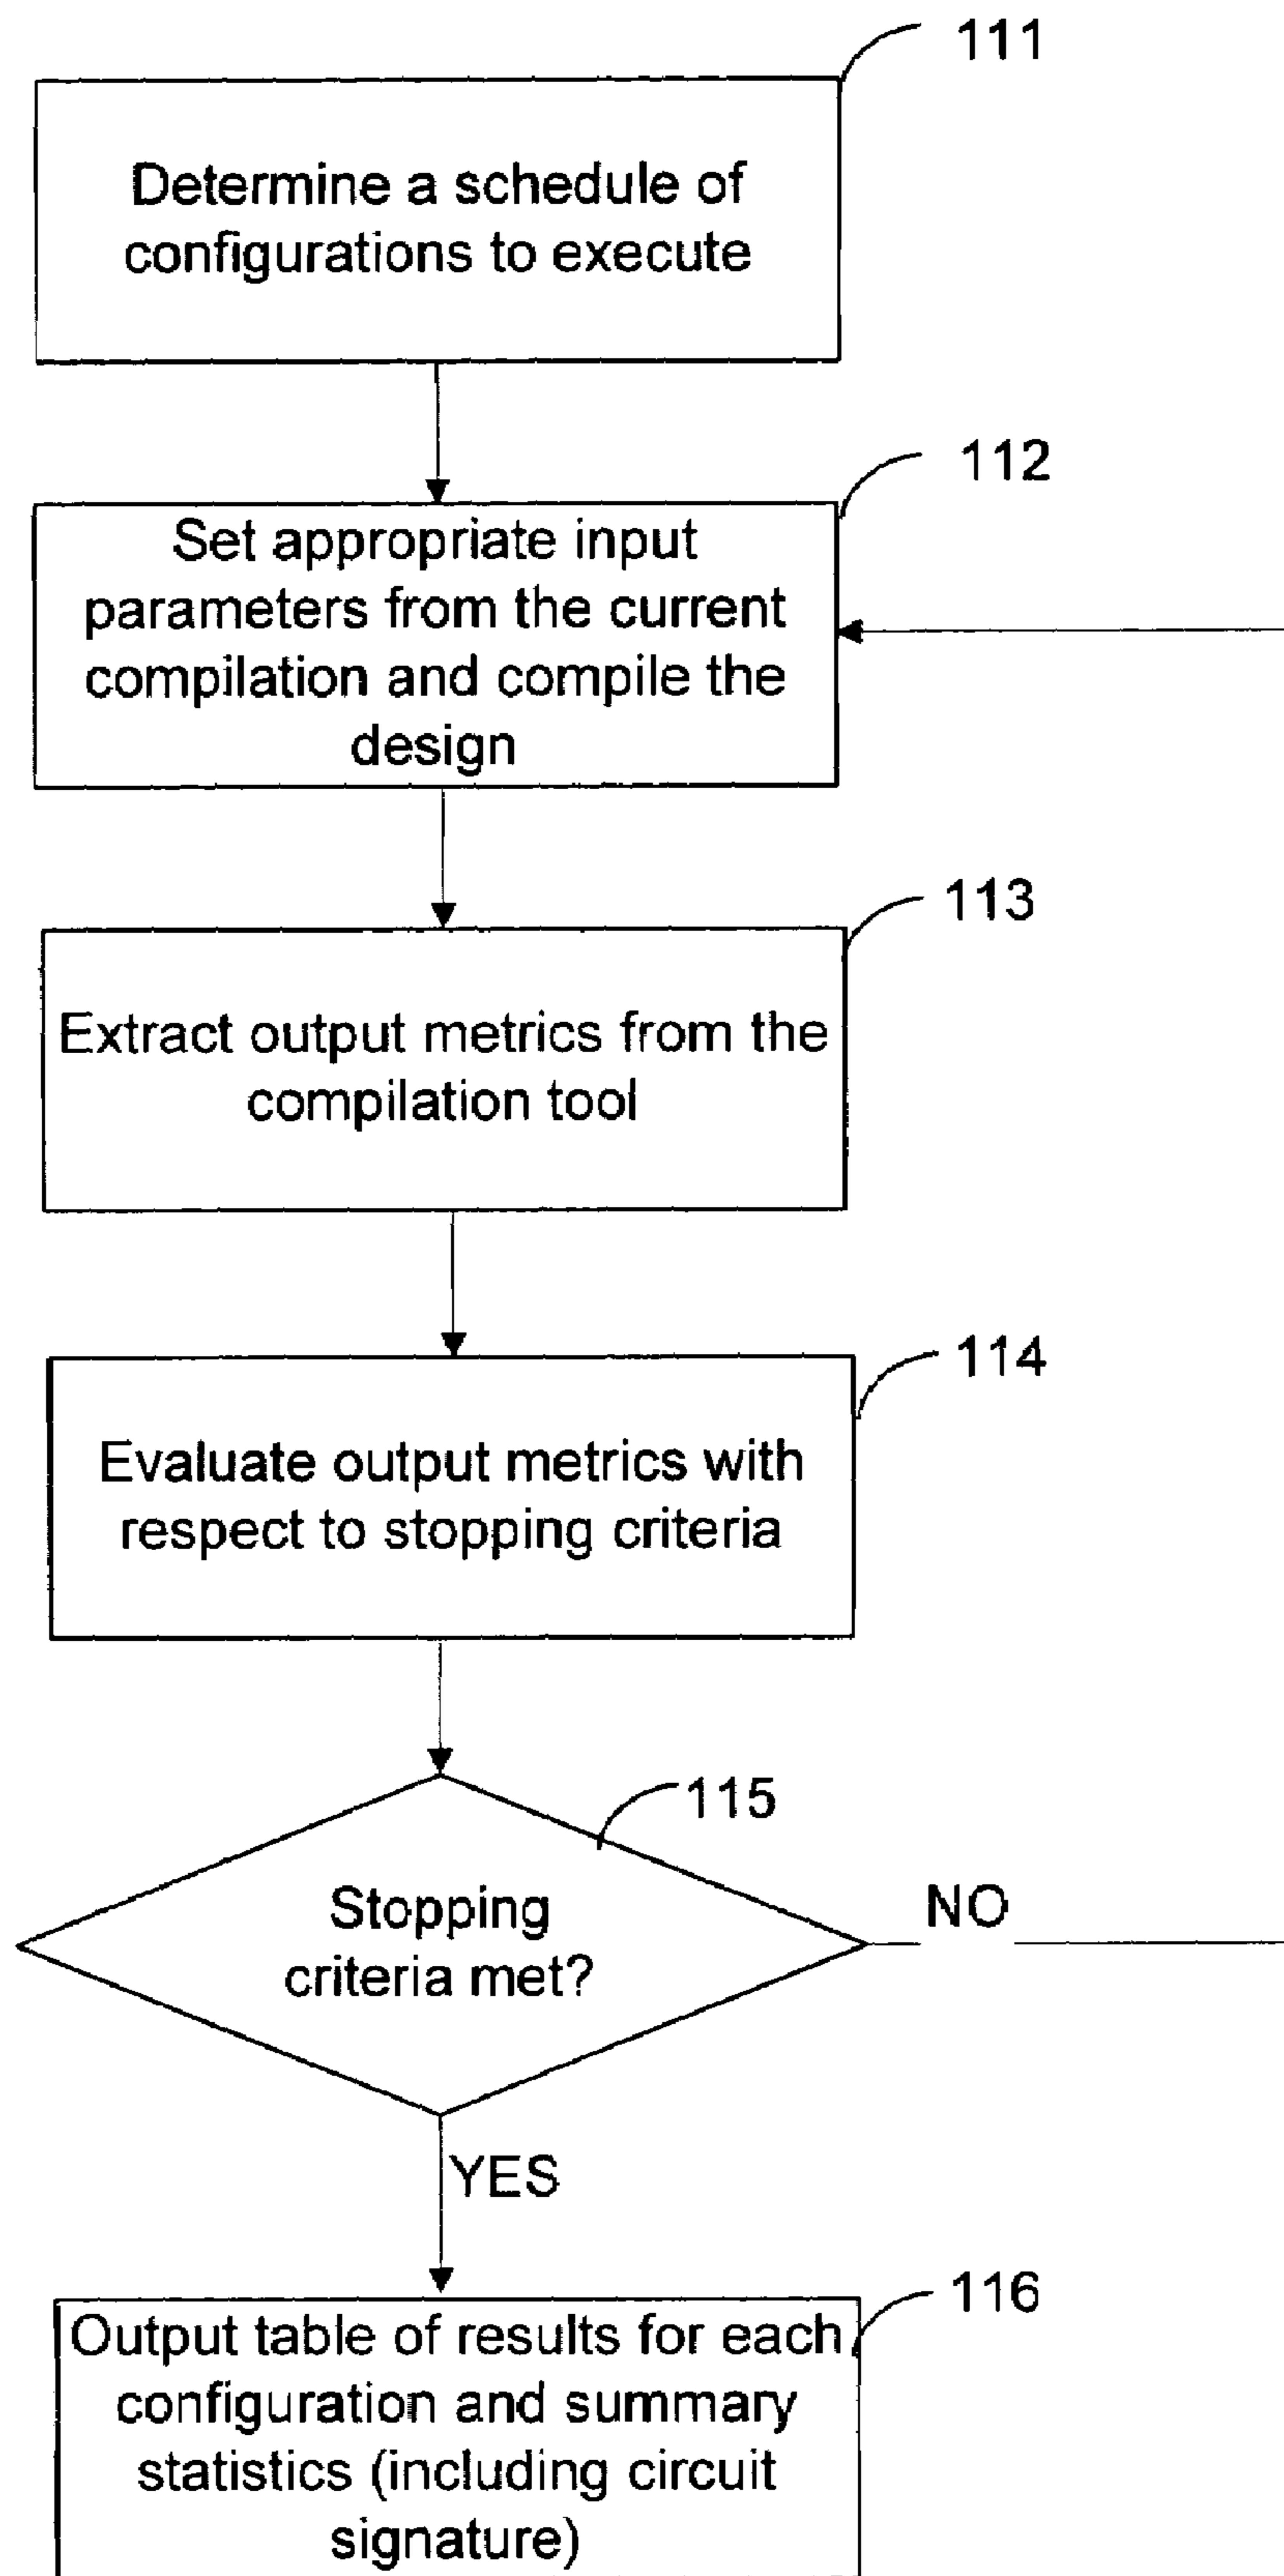 111
Determine a schedule of
configurations to execute
112
Set appropriate input
parameters from the current
compilation and compile the
design
113
Extract output metrics from the
compilation tool
114
Evaluate output metrics with
respect to stopping criteria
115
Stopping
criteria met?
NO
YES
116
Output table of results for each
configuration and summary
statistics (including circuit
signature)